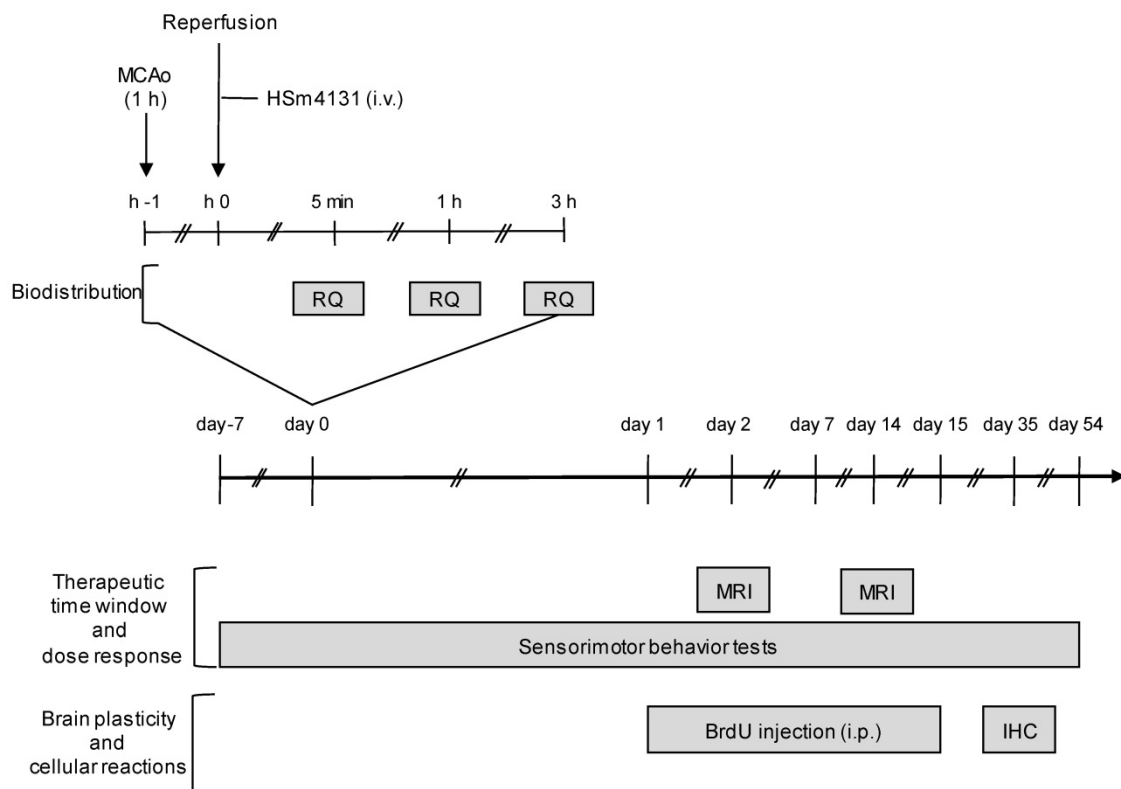 Reperfusion
MCAo
(1 h)
HSm4131 (i.v.)
h -1 h 0 5 min 1 h 3 h
Biodistribution
RQ RQ RQ
day-7 day 0 day 1 day 2 day 7 day 14 day 15 day 35 day 54
Therapeutic
time window
and
dose response
MRI MRI
Sensorimotor behavior tests
Brain plasticity
and
cellular reactions
BrdU injection (i.p.) IHC